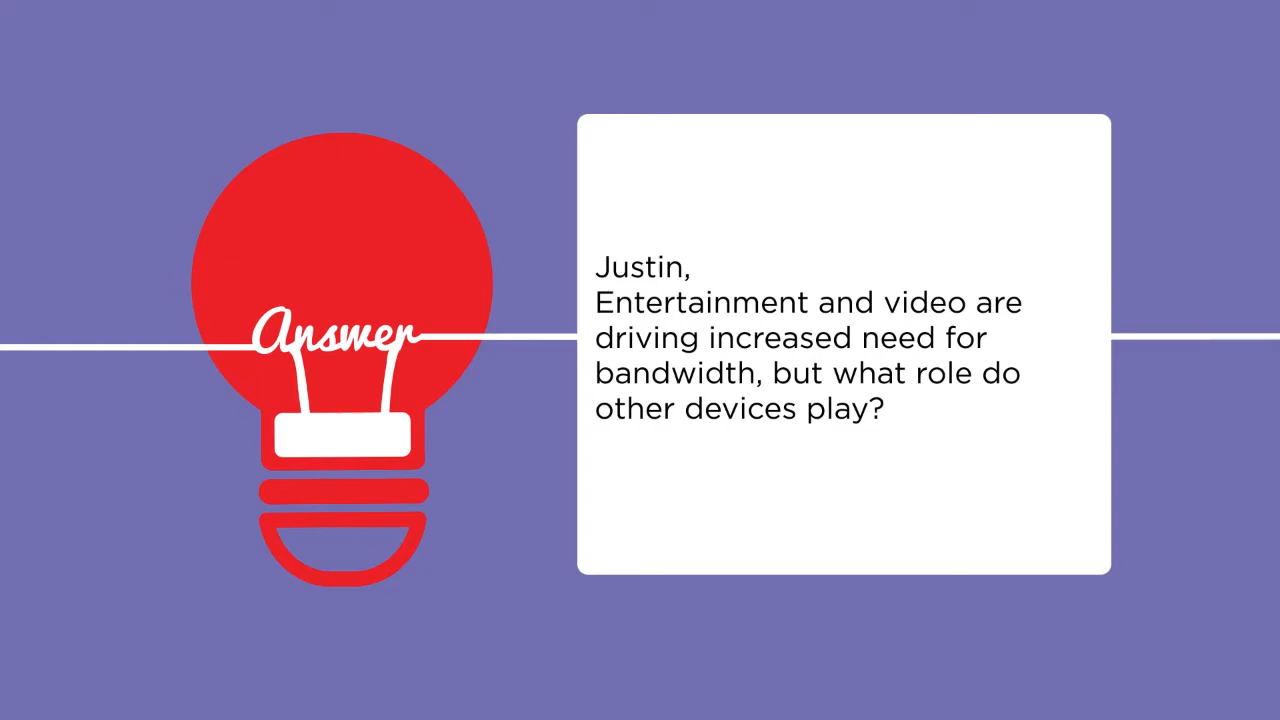 Answer
Justin,
Entertainment and video are
driving increased need for
bandwidth, but what role do
other devices play?